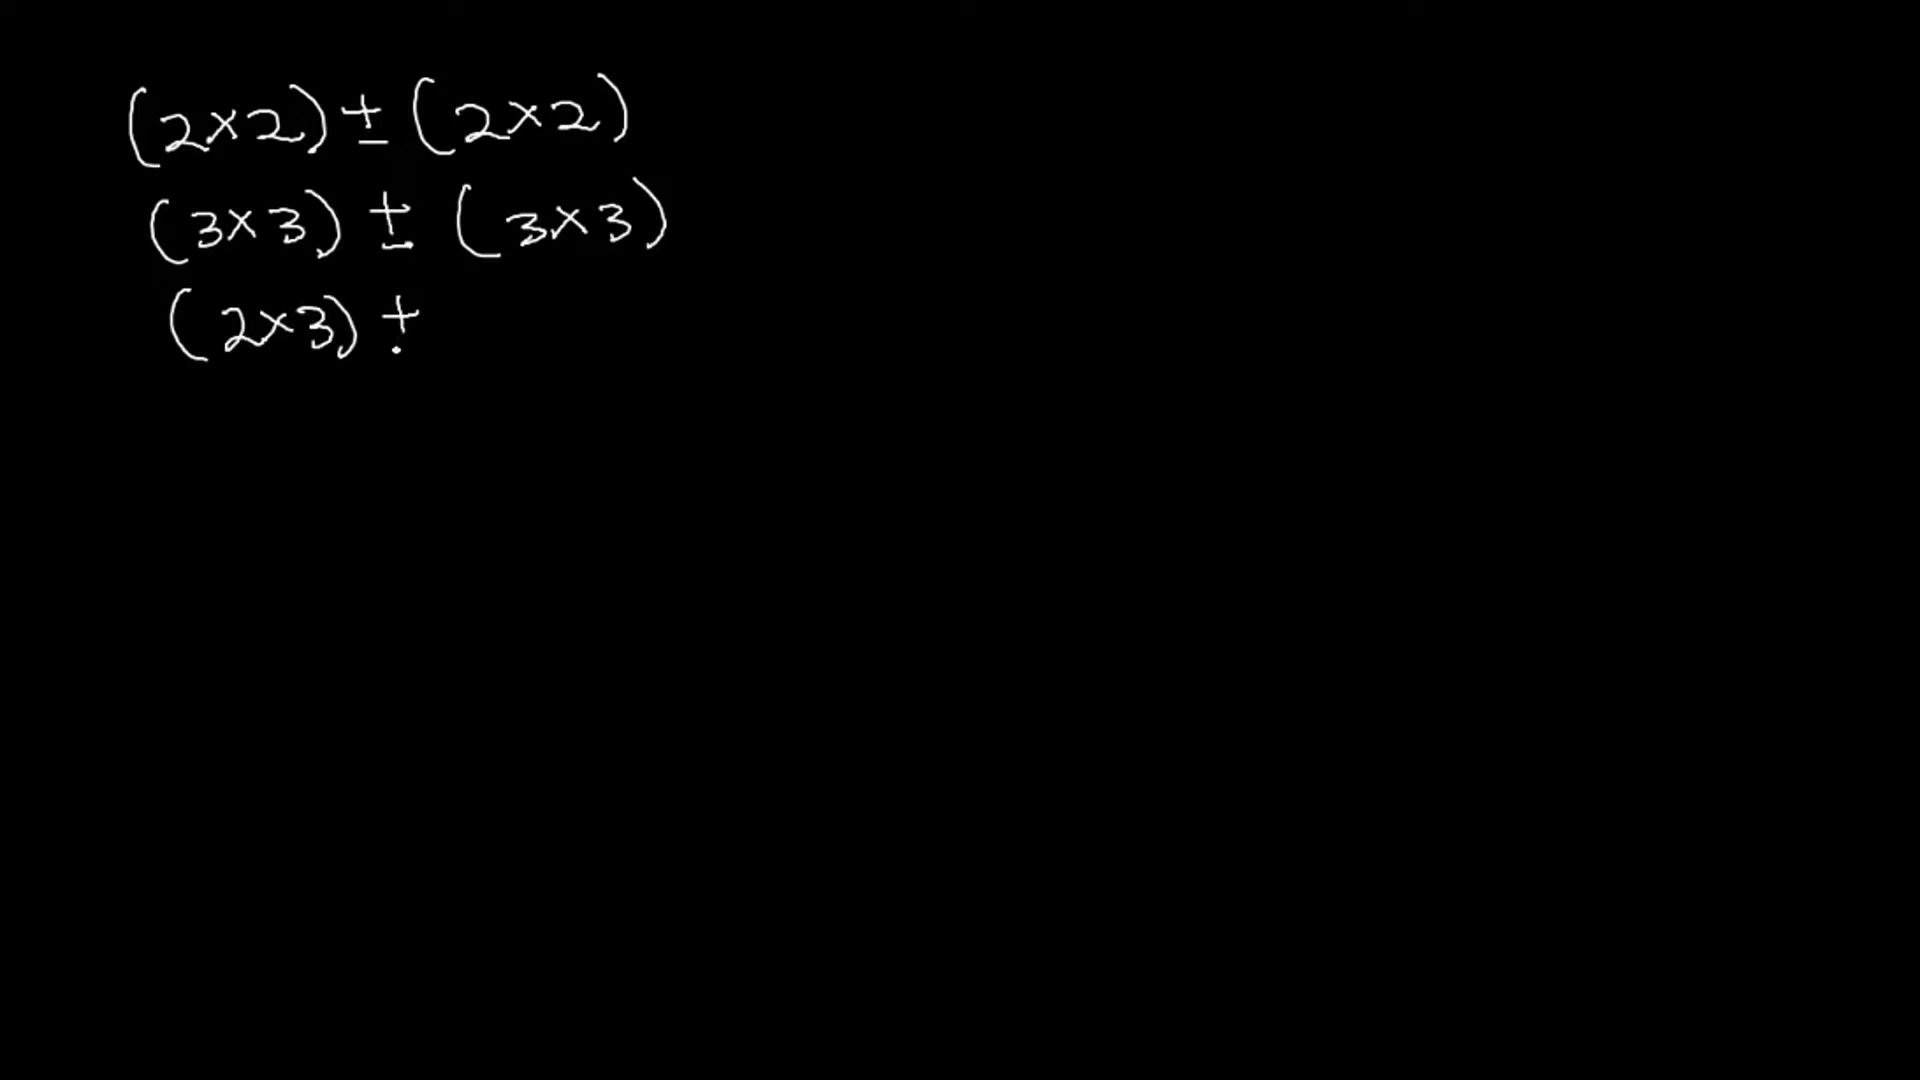 (2×2) ± (2×2)
(3×3) ± (3×3)
(2×3) ±